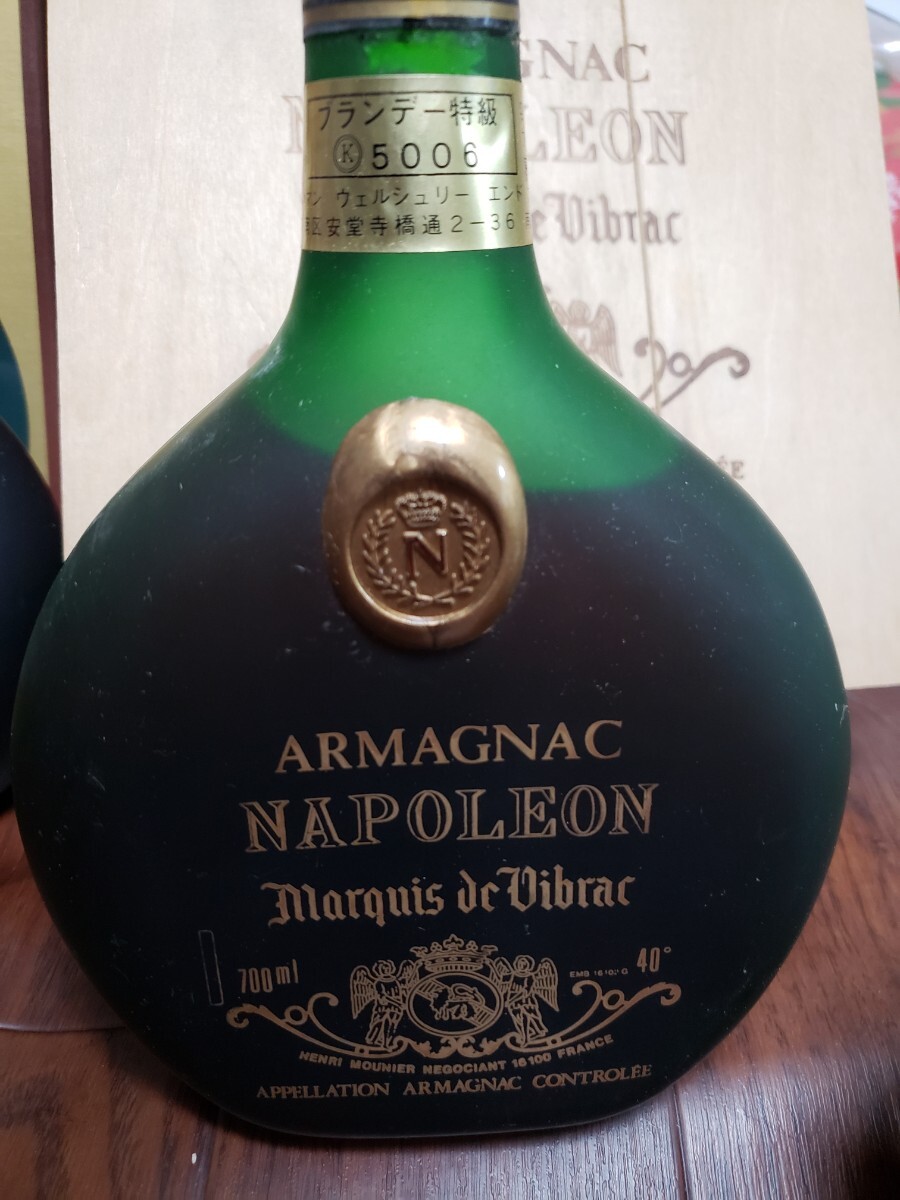 ブランデー特級
Ⓚ5006
ン ウェルシュリー エンド
区安堂寺橋通2-36
GNAC
NAPOLEON
de Vibrac
N
ARMAGNAC
NAPOLEON
Marquis de Vibrac
700ml
40°
HENRI MOUNIER NEGOCIANT 16100 FRANCE
APPELLATION ARMAGNAC CONTROLÉE